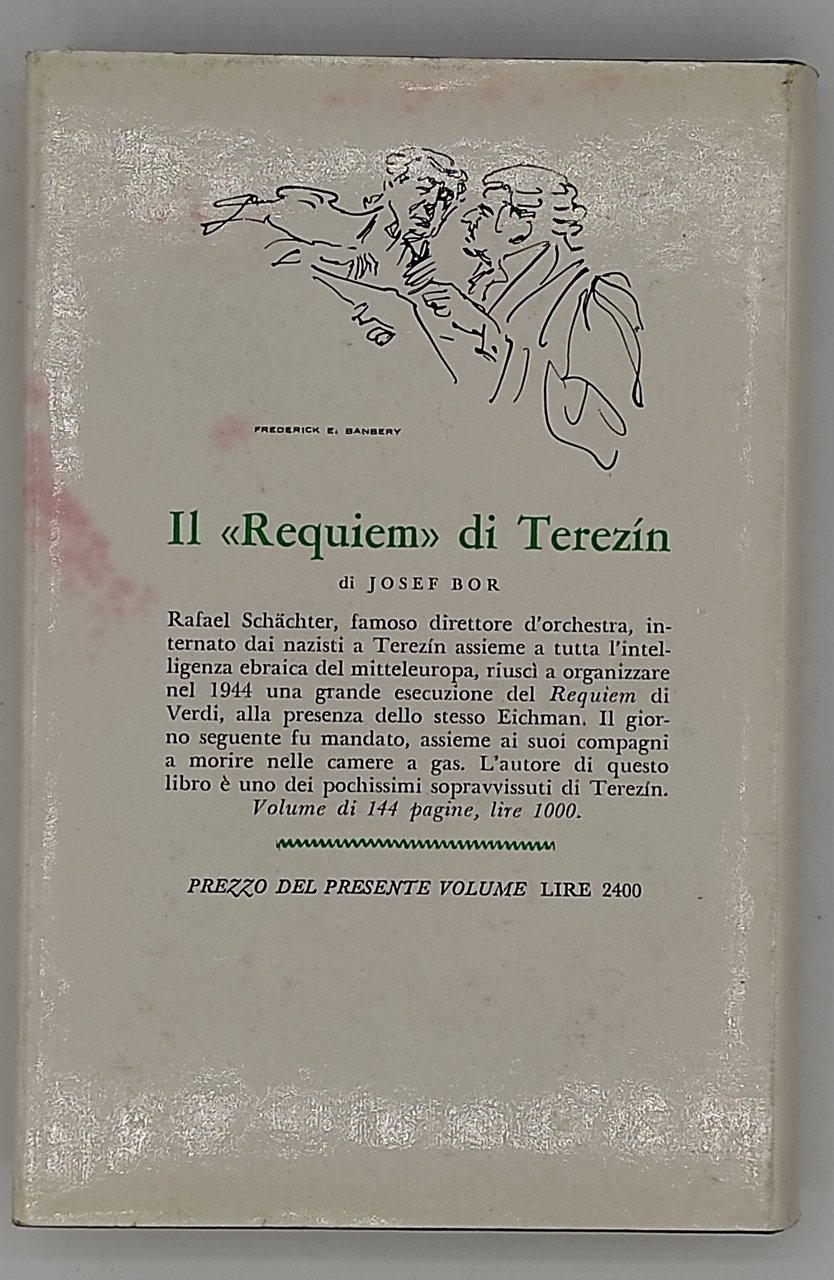 FREDERICK E. BANBERY
Il «Requiem» di Terezín
di JOSEF BOR
Rafael Schächter, famoso direttore d'orchestra, in-
ternato dai nazisti a Terezín assieme a tutta l'intel-
ligenza ebraica del mitteleuropa, riuscì a organizzare
nel 1944 una grande esecuzione del Requiem di
Verdi, alla presenza dello stesso Eichman. Il gior-
no seguente fu mandato, assieme ai suoi compagni
a morire nelle camere a gas. L'autore di questo
libro è uno dei pochissimi sopravvissuti di Terezín.
Volume di 144 pagine, lire 1000.
PREZZO DEL PRESENTE VOLUME LIRE 2400